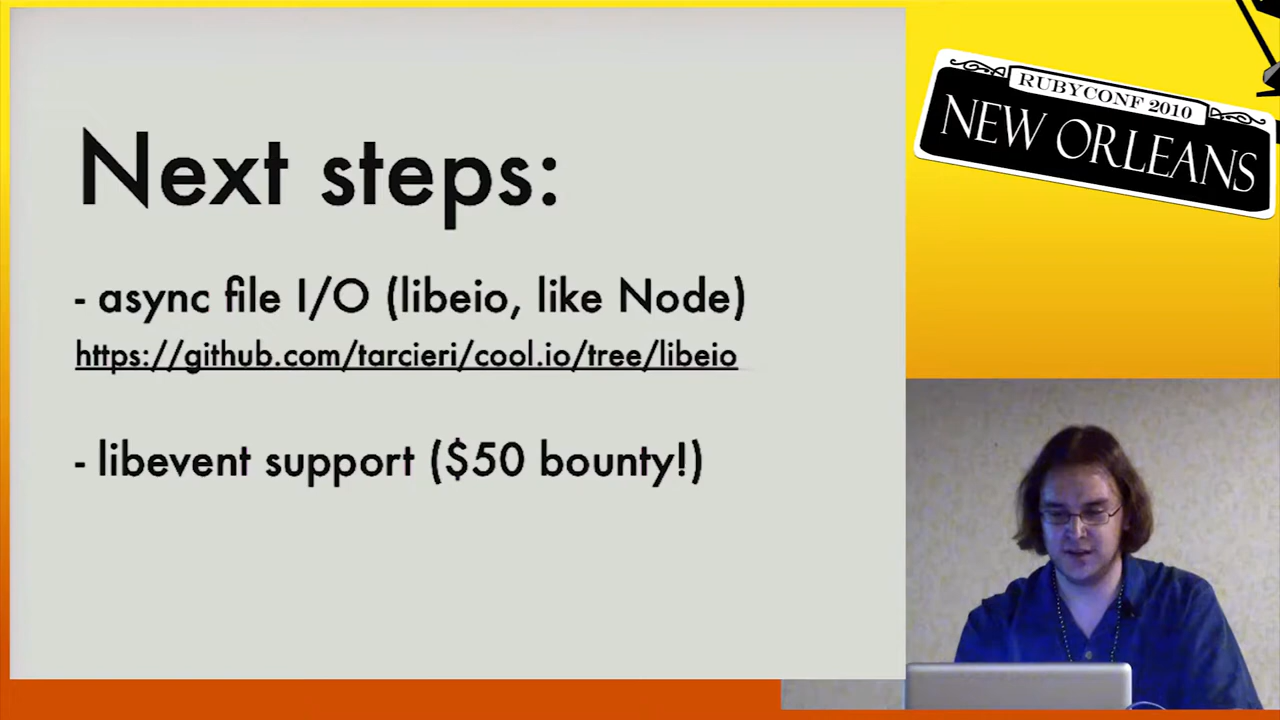 Next steps:
- async file I/O (libeio, like Node)
https://github.com/tarcieri/cool.io/tree/libeio
- libevent support ($50 bounty!)
RUBYCONF 2010
NEW ORLEANS